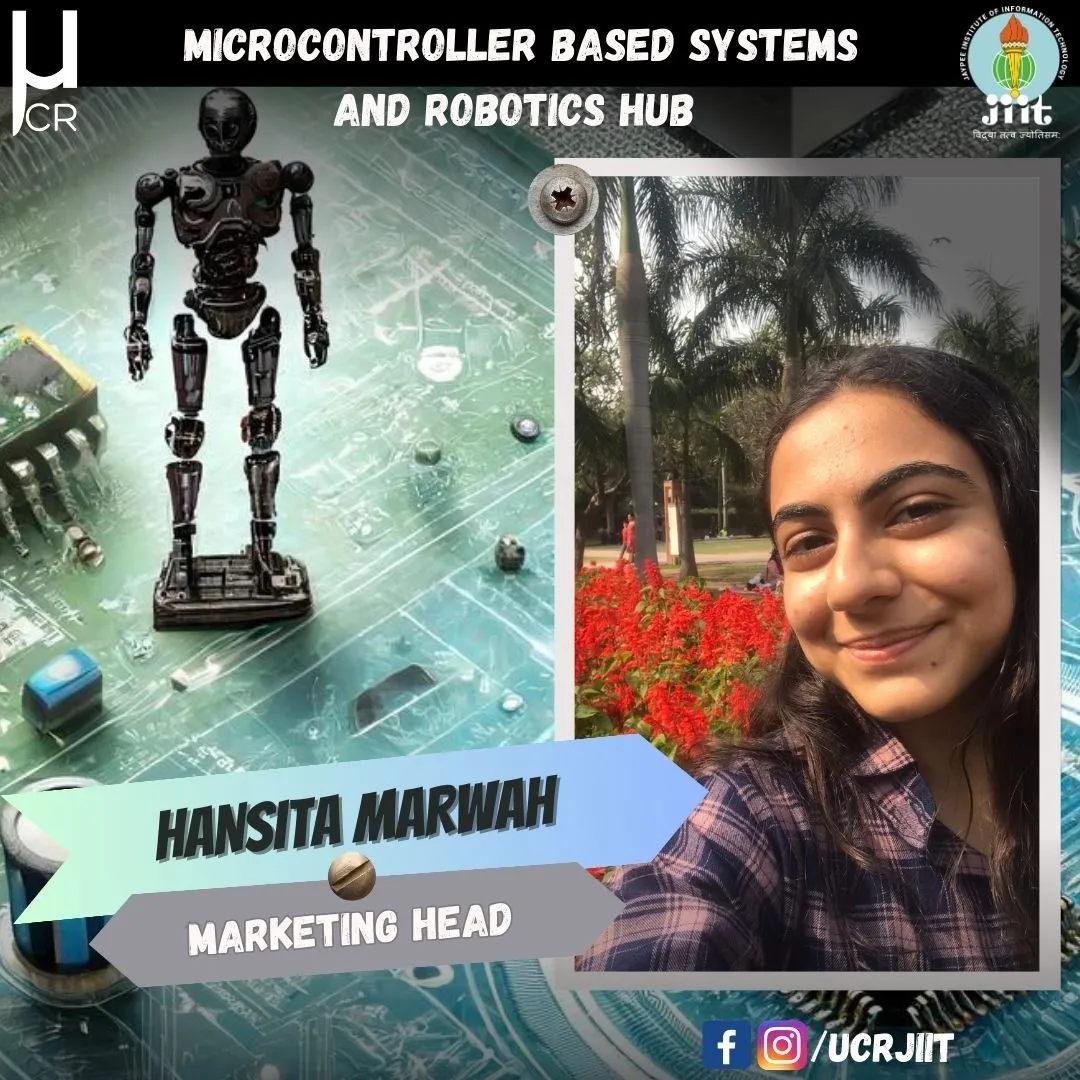 µ
CR
MICROCONTROLLER BASED SYSTEMS
AND ROBOTICS HUB
JAYPEE INSTITUTE OF INFORMATION TECHNOLOGY
jiit
विद्या तत्व ज्योतिसम:
HANSITA MARWAH
MARKETING HEAD
/UCRJIIT